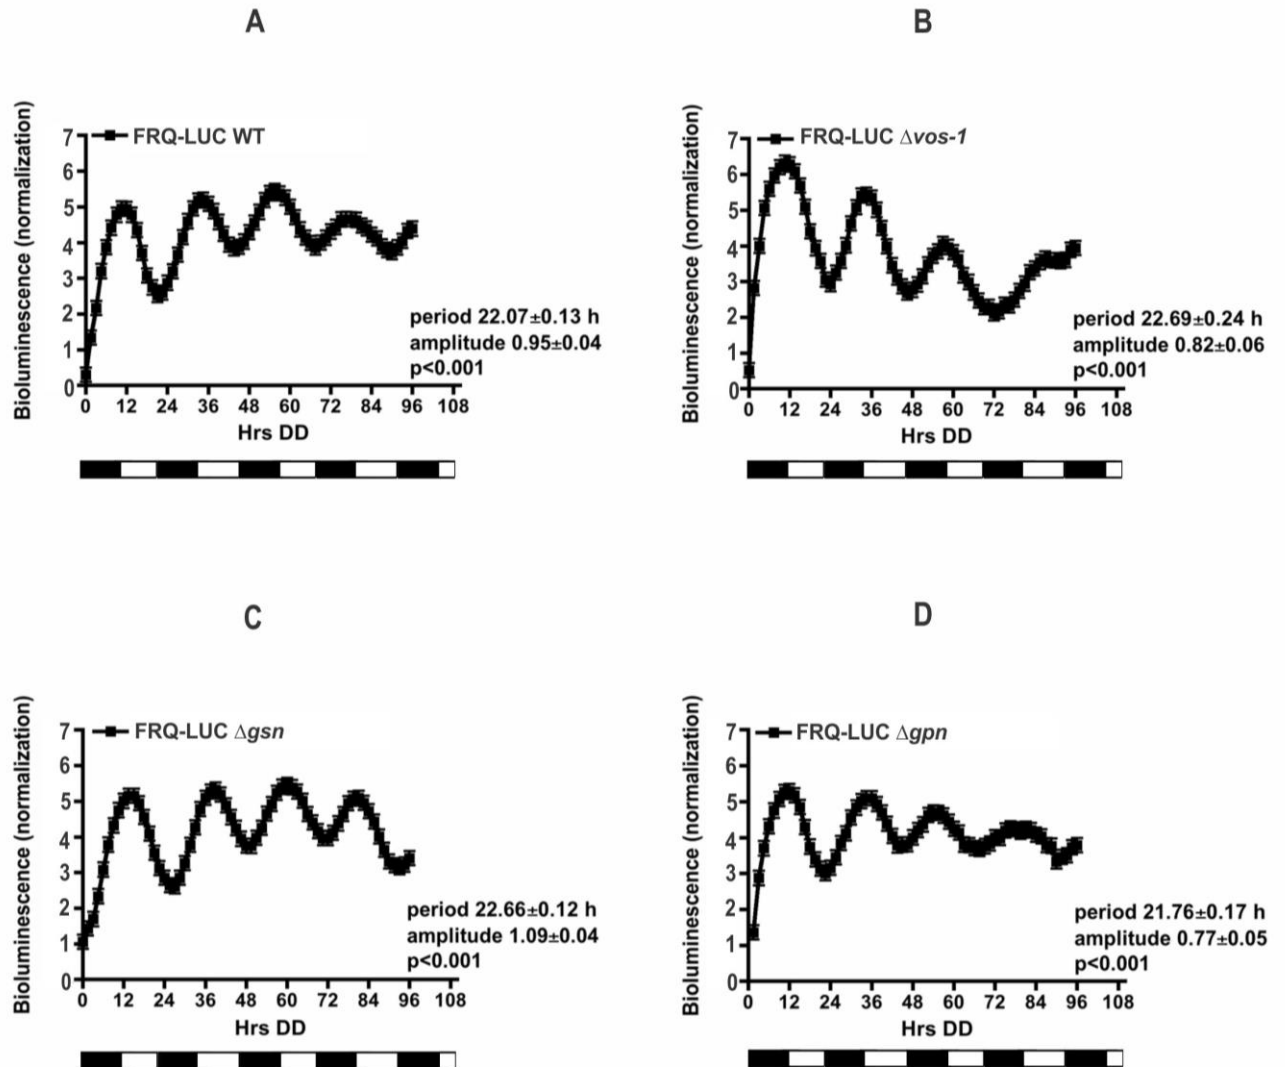 A
Bioluminescence (normalization)
7
6
5
4
3
2
1
0
FRQ-LUC WT
period 22.07±0.13 h
amplitude 0.95±0.04
p<0.001
0 12 24 36 48 60 72 84 96 108
Hrs DD
B
Bioluminescence (normalization)
7
6
5
4
3
2
1
0
FRQ-LUC Δvos-1
period 22.69±0.24 h
amplitude 0.82±0.06
p<0.001
0 12 24 36 48 60 72 84 96 108
Hrs DD
C
Bioluminescence (normalization)
7
6
5
4
3
2
1
0
FRQ-LUC Δgsn
period 22.66±0.12 h
amplitude 1.09±0.04
p<0.001
0 12 24 36 48 60 72 84 96 108
Hrs DD
D
Bioluminescence (normalization)
7
6
5
4
3
2
1
0
FRQ-LUC Δgpn
period 21.76±0.17 h
amplitude 0.77±0.05
p<0.001
0 12 24 36 48 60 72 84 96 108
Hrs DD